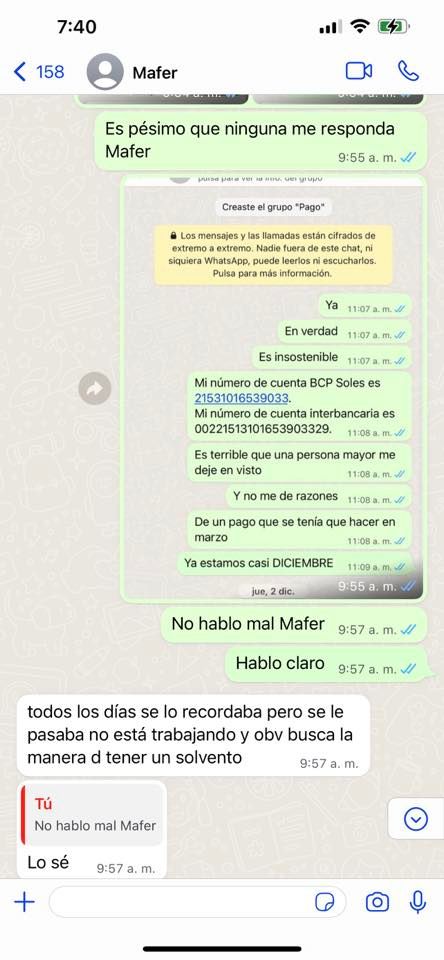 7:40
158
Mafer
Es pésimo que ninguna me responda
Mafer
9:55 a. m.
pulsa para ver la info. del grupo
Creaste el grupo "Pago"
Los mensajes y las llamadas están cifrados de
extremo a extremo. Nadie fuera de este chat, ni
siquiera WhatsApp, puede leerlos ni escucharlos.
Pulsa para más información.
Ya 11:07 a. m.
En verdad 11:07 a. m.
Es insostenible 11:07 a. m.
Mi número de cuenta BCP Soles es
21531016539033.
Mi número de cuenta interbancaria es
00221513101653903329. 11:08 a. m.
Es terrible que una persona mayor me
deje en visto 11:08 a. m.
Y no me de razones 11:08 a. m.
De un pago que se tenía que hacer en
marzo 11:08 a. m.
Ya estamos casi DICIEMBRE 11:09 a. m.
jue, 2 dic. 9:55 a. m.
No hablo mal Mafer 9:57 a. m.
Hablo claro 9:57 a. m.
todos los días se lo recordaba pero se le
pasaba no está trabajando y obv busca la
manera d tener un solvento 9:57 a. m.
Tú
No hablo mal Mafer
Lo sé 9:57 a. m.